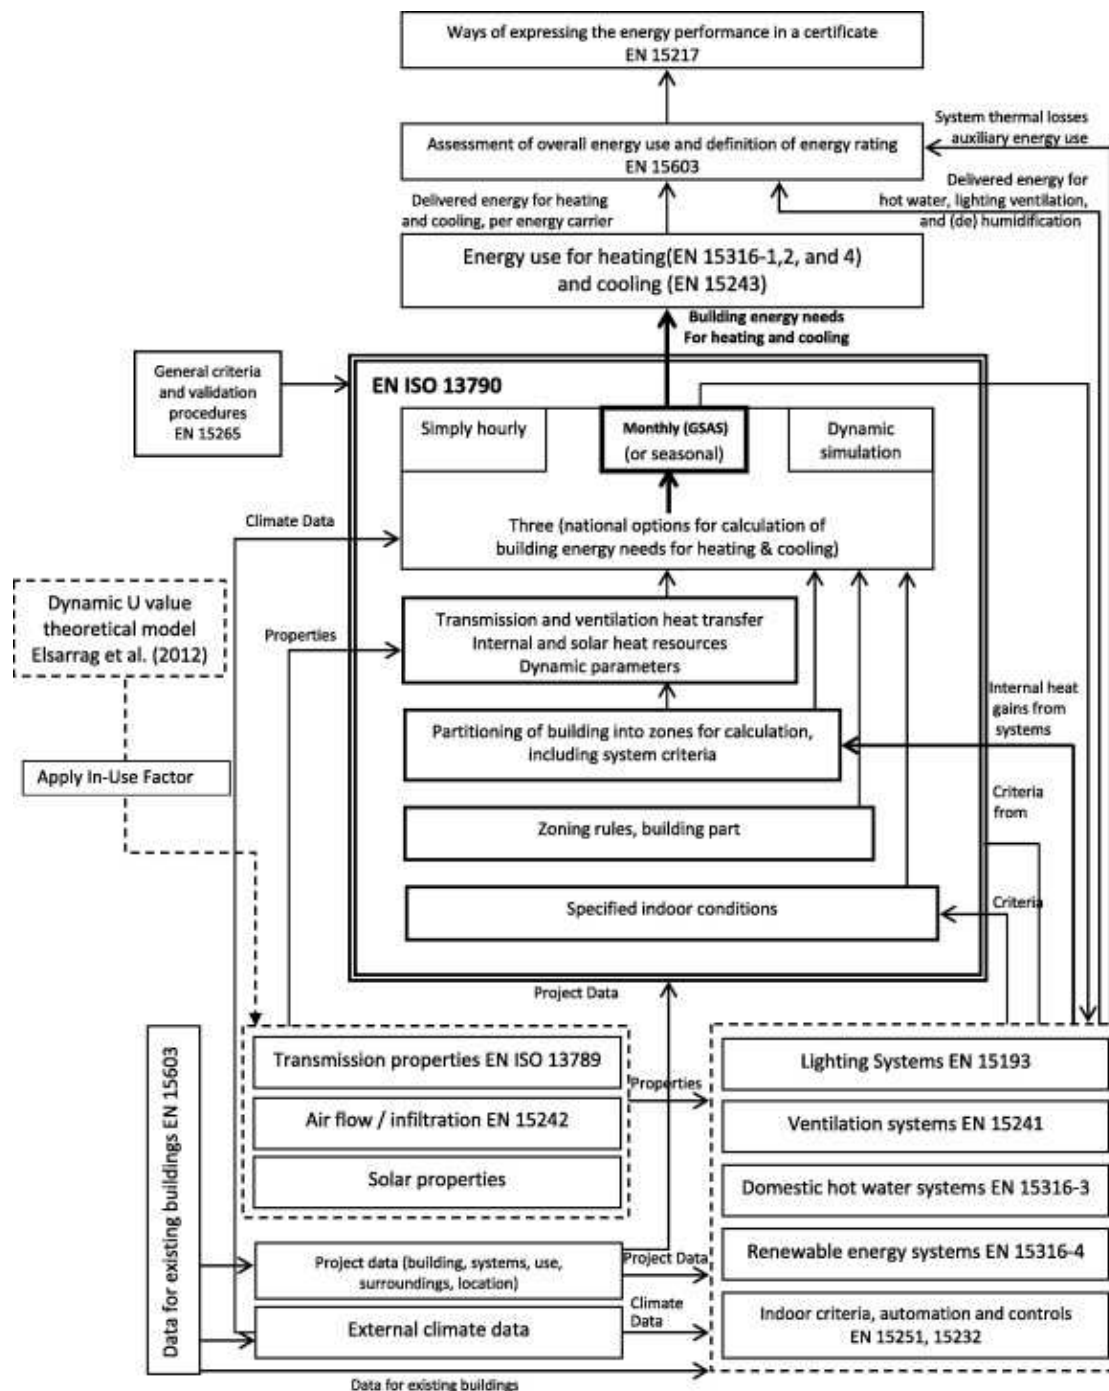 Ways of expressing the energy performance in a certificate
EN 15217
System thermal losses
auxiliary energy use
Assessment of overall energy use and definition of energy rating
EN 15603
Delivered energy for heating
and cooling, per energy carrier
Delivered energy for
hot water, lighting ventilation,
and (de) humidification
Energy use for heating(EN 15316-1,2, and 4)
and cooling (EN 15243)
Building energy needs
For heating and cooling
General criteria
and validation
procedures
EN 15265
EN ISO 13790
Simply hourly
Monthly (GSAS)
(or seasonal)
Dynamic
simulation
Climate Data
Three (national options for calculation of
building energy needs for heating & cooling)
Dynamic U value
theoretical model
Elsarrag et al. (2012)
Properties
Transmission and ventilation heat transfer
Internal and solar heat resources
Dynamic parameters
Internal heat
gains from
systems
Partitioning of building into zones for calculation,
including system criteria
Apply In-Use Factor
Criteria
from
Zoning rules, building part
Specified indoor conditions
Criteria
Project Data
Data for existing buildings EN 15603
Transmission properties EN ISO 13789
Air flow / infiltration EN 15242
Solar properties
Properties
Lighting Systems EN 15193
Ventilation systems EN 15241
Domestic hot water systems EN 15316-3
Renewable energy systems EN 15316-4
Indoor criteria, automation and controls
EN 15251, 15232
Project data (building, systems, use,
surroundings, location)
Project Data
External climate data
Climate
Data
Data for existing buildings